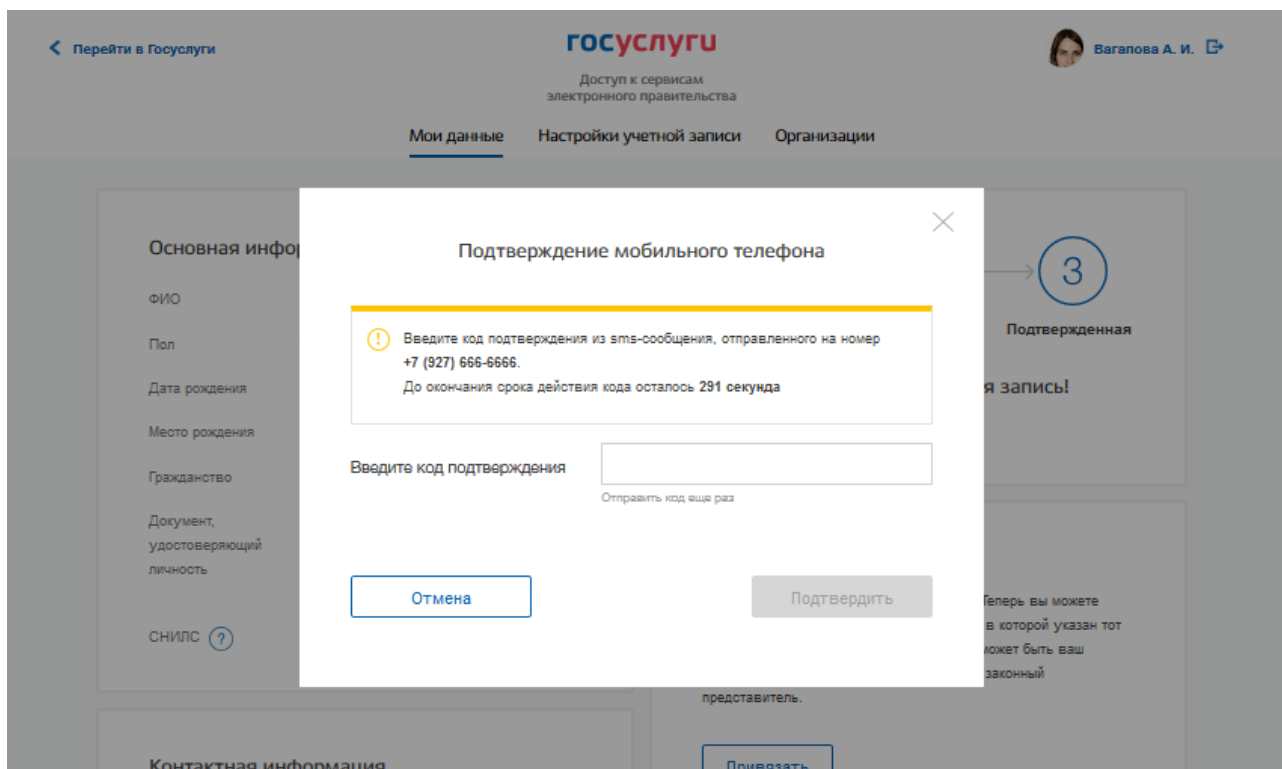 Перейти в Госуслуги
госуслуги
Вагапова А. И.
Доступ к сервисам
электронного правительства
Мои данные
Настройки учетной записи
Организации
Основная
ФИО
Пол
Дата рождения
Место рождения
Гражданство
Документ,
удостоверяющий
личность
СНИЛС ?
Подтверждение мобильного телефона
Введите код подтверждения из sms-сообщения, отправленного на номер
+7 (927) 666-6666.
До окончания срока действия кода осталось 291 секунда
Введите код подтверждения
Отправить код еще раз
Отмена
Подтвердить
3
Подтвержденная
я запись!
Теперь вы можете
в которой указан тот
может быть ваш
законный
представитель.
Контактная информация
Привязать